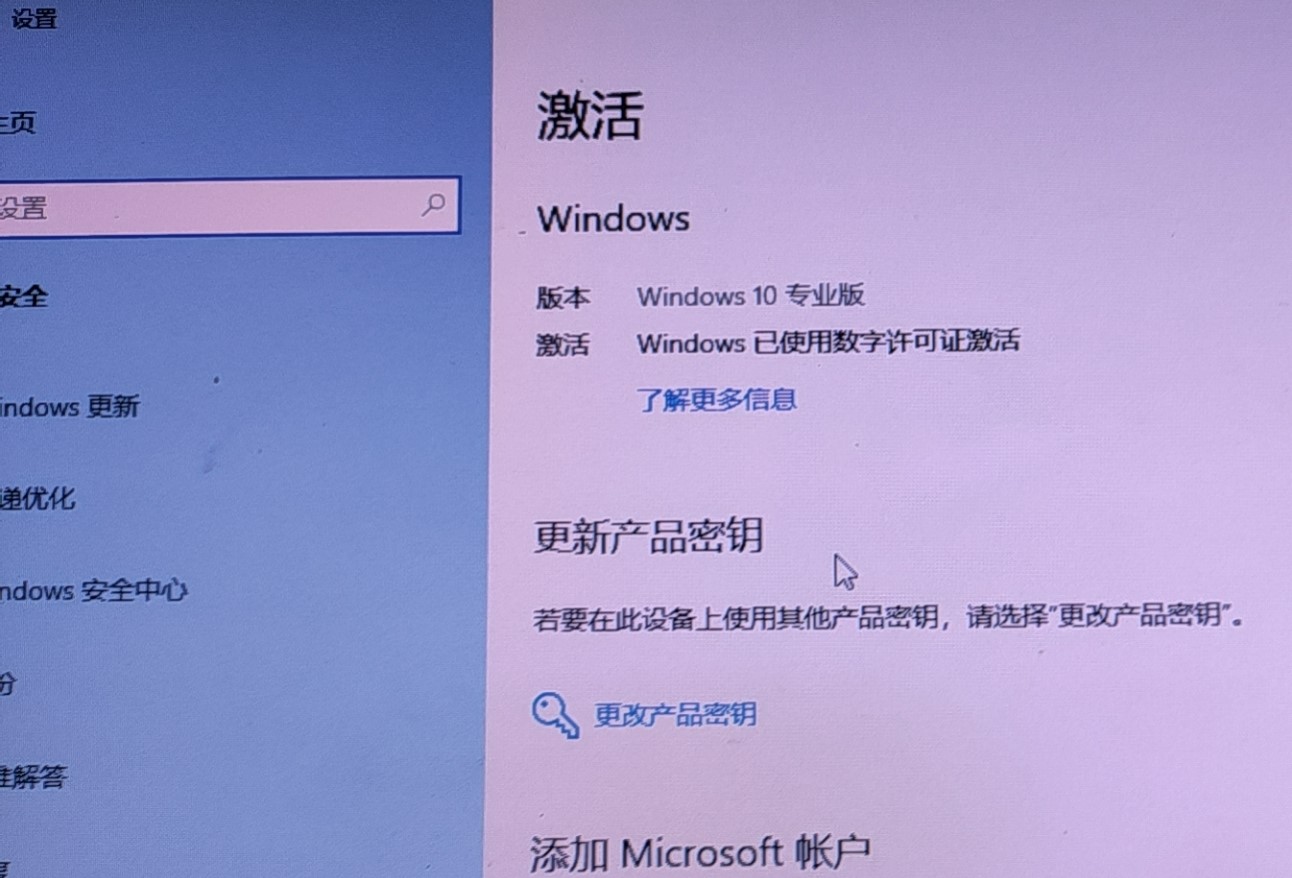 设置
主页
设置
安全
indows 更新
递优化
ndows 安全中心
份
难解答
激活
Windows
版本 Windows 10 专业版
激活 Windows 已使用数字许可证激活
了解更多信息
更新产品密钥
若要在此设备上使用其他产品密钥，请选择"更改产品密钥"。
更改产品密钥
添加 Microsoft 帐户